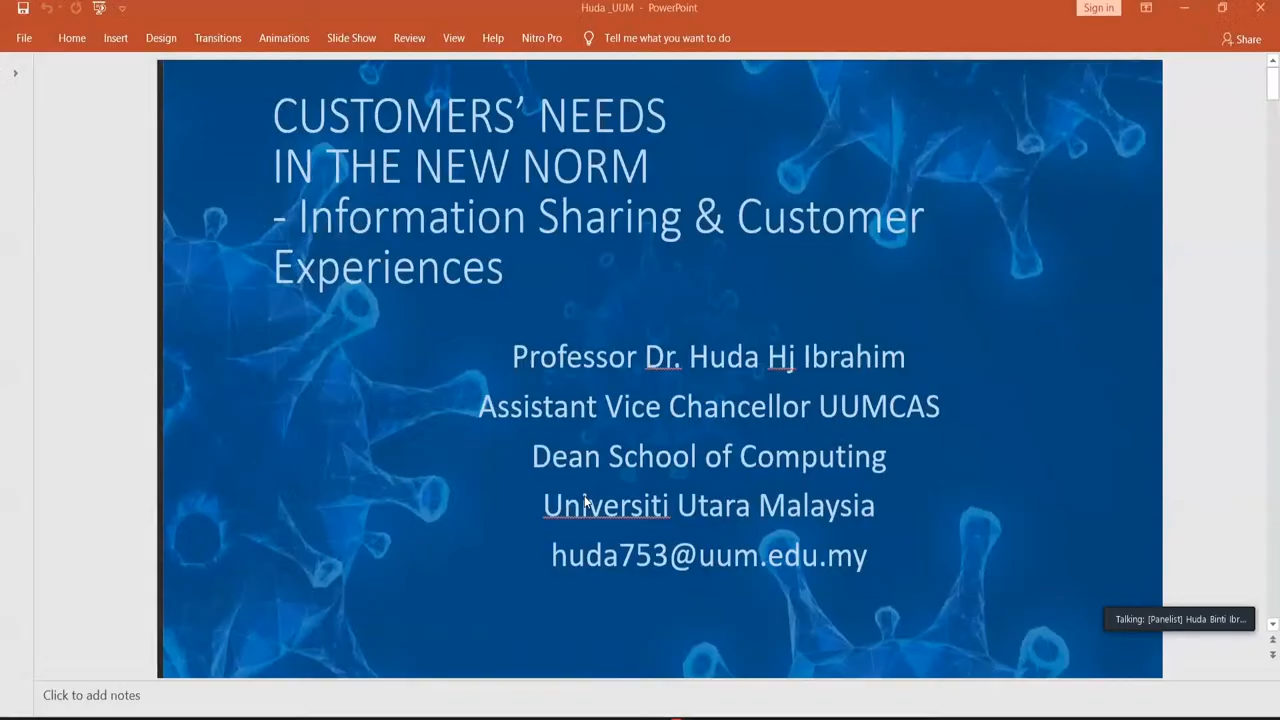 Huda _UUM - PowerPoint
Sign in
File Home Insert Design Transitions Animations Slide Show Review View Help Nitro Pro Tell me what you want to do
Share
CUSTOMERS’ NEEDS
IN THE NEW NORM
- Information Sharing & Customer
Experiences
Professor Dr. Huda Hj Ibrahim
Assistant Vice Chancellor UUMCAS
Dean School of Computing
Universiti Utara Malaysia
huda753@uum.edu.my
Talking: [Panelist] Huda Binti Ibr...
Click to add notes